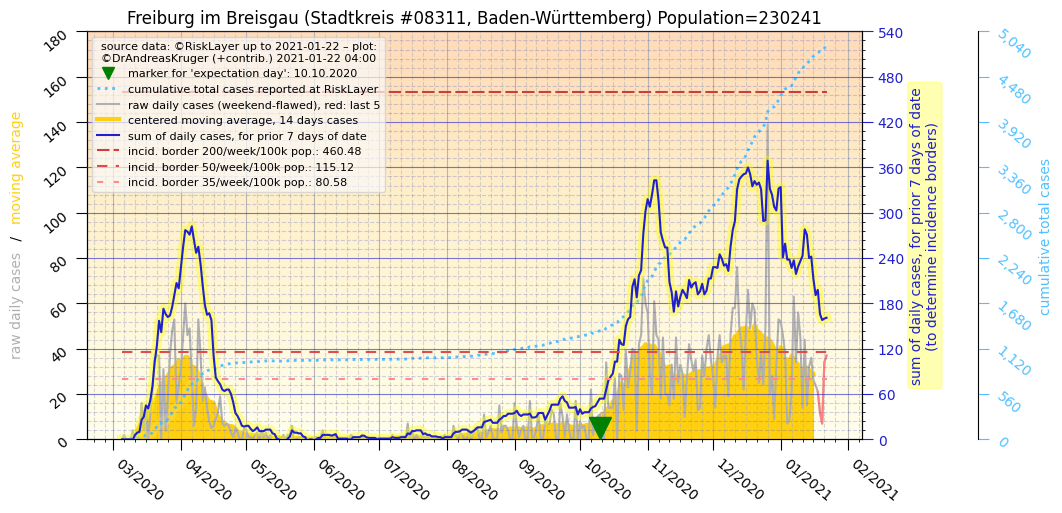 Freiburg im Breisgau (Stadtkreis #08311, Baden-Württemberg) Population=230241
source data: ©RiskLayer up to 2021-01-22 – plot:
©DrAndreasKruger (+contrib.) 2021-01-22 04:00
marker for 'expectation day': 10.10.2020
cumulative total cases reported at RiskLayer
raw daily cases (weekend-flawed), red: last 5
centered moving average, 14 days cases
sum of daily cases, for prior 7 days of date
incid. border 200/week/100k pop.: 460.48
incid. border 50/week/100k pop.: 115.12
incid. border 35/week/100k pop.: 80.58
raw daily cases / moving average
180
160
140
120
100
80
60
40
20
0
540
480
420
360
300
240
180
120
60
0
sum of daily cases, for prior 7 days of date
(to determine incidence borders)
5,040
4,480
3,920
3,360
2,800
2,240
1,680
1,120
560
0
cumulative total cases
03/2020
04/2020
05/2020
06/2020
07/2020
08/2020
09/2020
10/2020
11/2020
12/2020
01/2021
02/2021